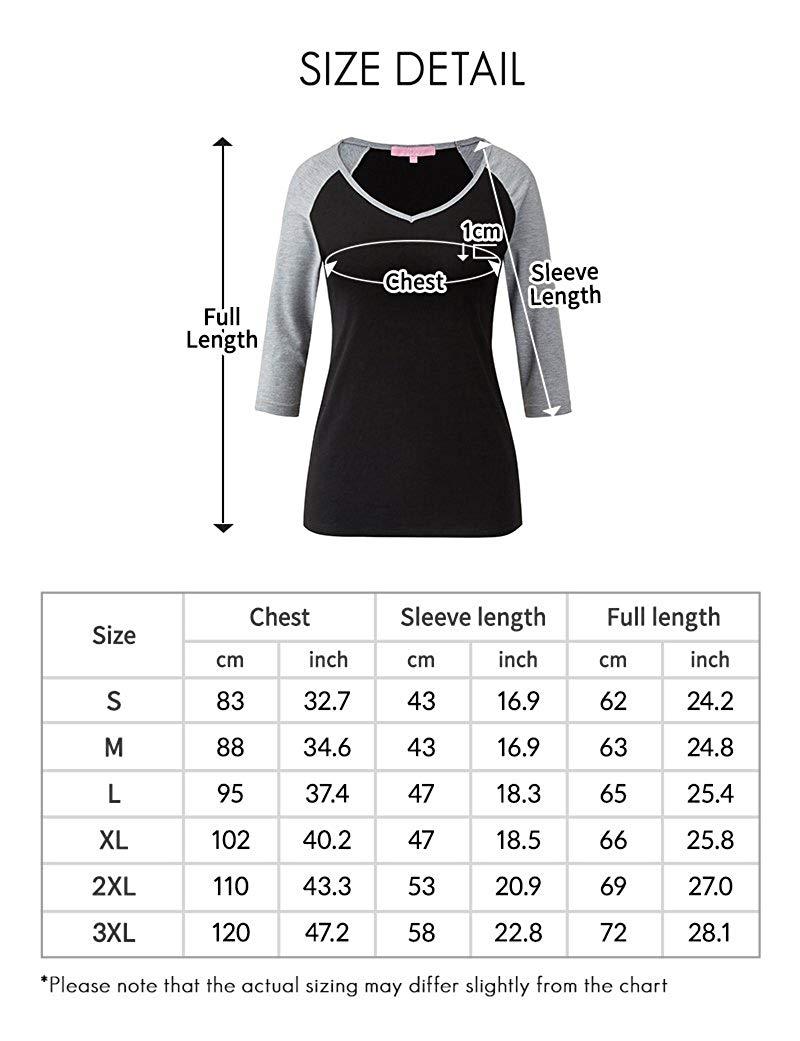 SIZE DETAIL
1cm
Chest
Sleeve
Length
Full
Length
Size Chest Sleeve length Full length
cm inch cm inch cm inch
S 83 32.7 43 16.9 62 24.2
M 88 34.6 43 16.9 63 24.8
L 95 37.4 47 18.3 65 25.4
XL 102 40.2 47 18.5 66 25.8
2XL 110 43.3 53 20.9 69 27.0
3XL 120 47.2 58 22.8 72 28.1
*Please note that the actual sizing may differ slightly from the chart